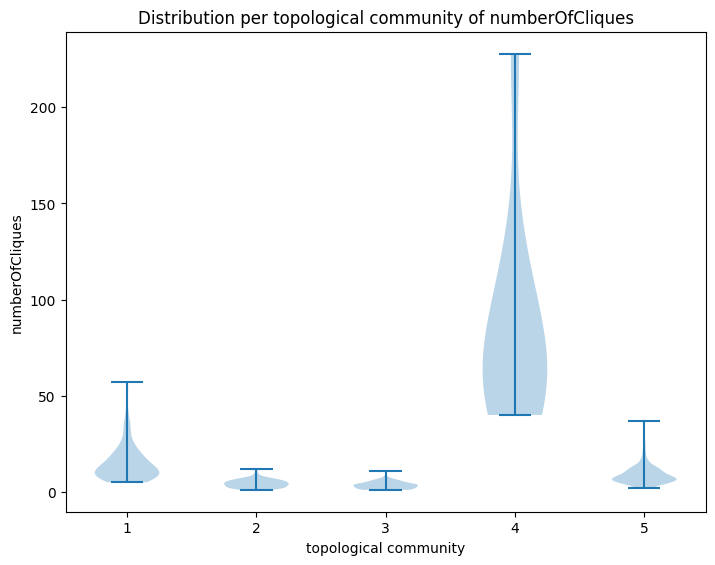 Distribution per topological community of numberOfCliques
numberOfCliques
200
150
100
50
0
1 2 3 4 5
topological community